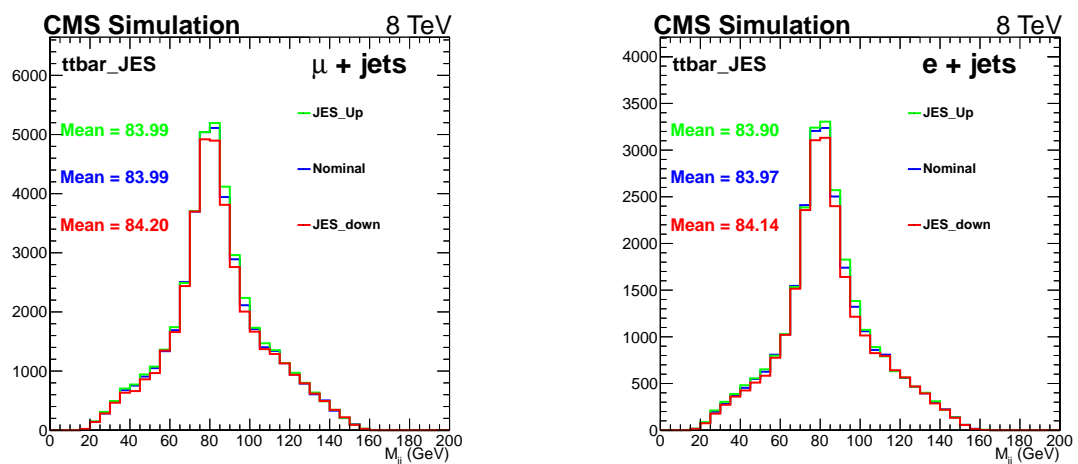 CMS Simulation 8 TeV
ttbar_JES μ + jets
JES_Up
Mean = 83.99
Nominal
Mean = 83.99
JES_down
Mean = 84.20
6000
5000
4000
3000
2000
1000
0
0 20 40 60 80 100 120 140 160 180 200
M_jj (GeV)
CMS Simulation 8 TeV
ttbar_JES e + jets
JES_Up
Mean = 83.90
Nominal
Mean = 83.97
JES_down
Mean = 84.14
4000
3500
3000
2500
2000
1500
1000
500
0
0 20 40 60 80 100 120 140 160 180 200
M_jj (GeV)